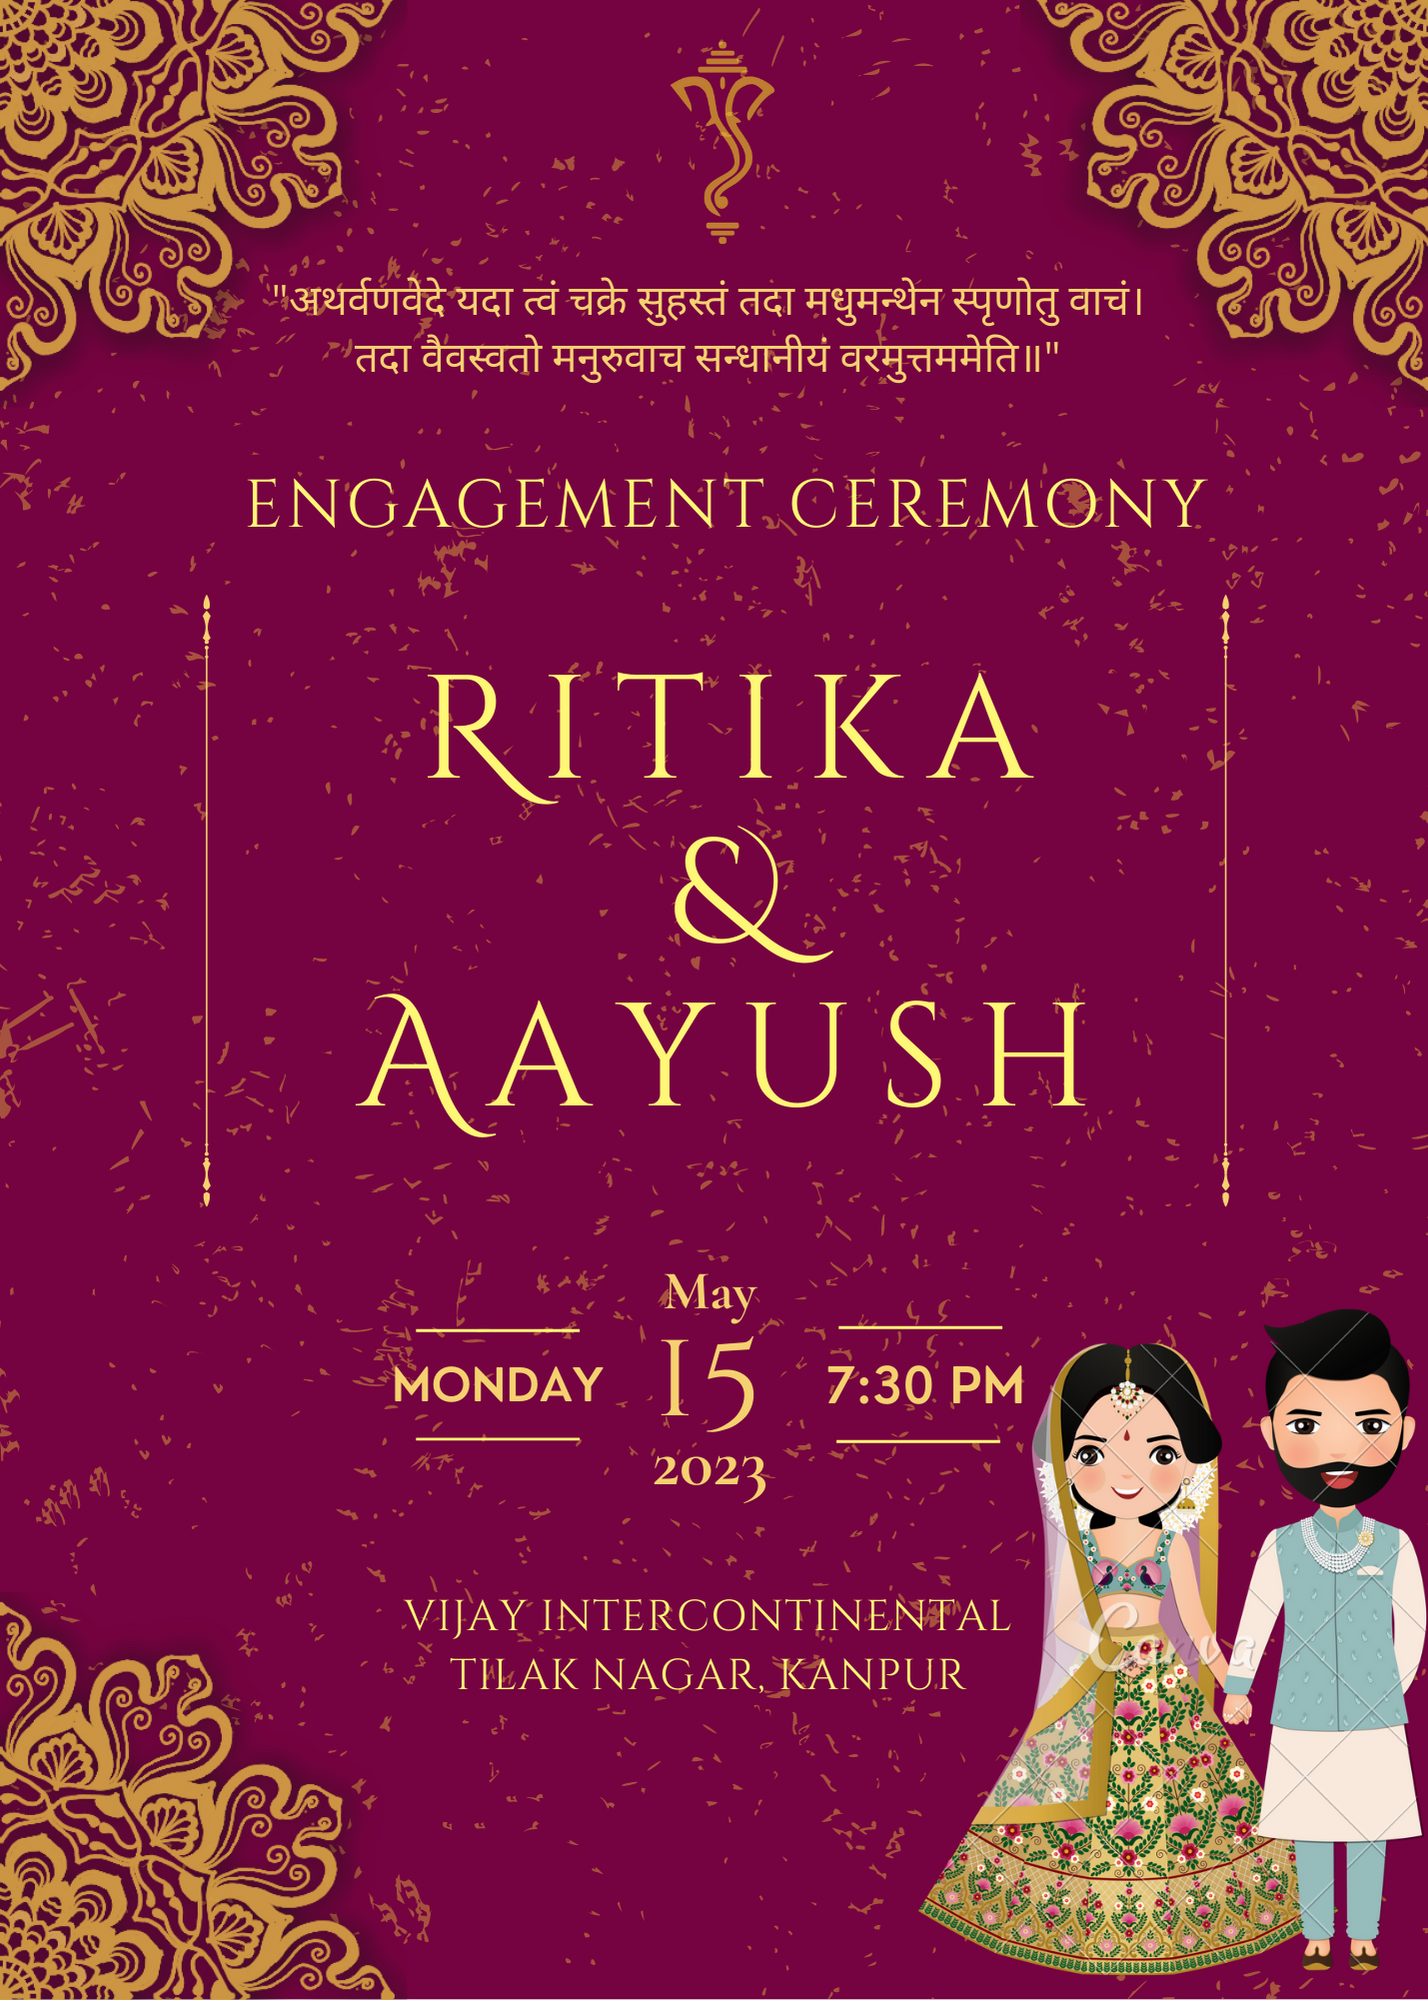 "अथर्वणवेदे यदा त्वं चक्रे सुहस्तं तदा मधुमन्थेन स्पृणोतु वाचं।
तदा वैवस्वतो मनुरुवाच सन्धानीयं वरमुत्तममेति॥"
ENGAGEMENT CEREMONY
RITIKA
&
AAYUSH
May
MONDAY 15 7:30 PM
2023
VIJAY INTERCONTINENTAL
TILAK NAGAR, KANPUR
Canva